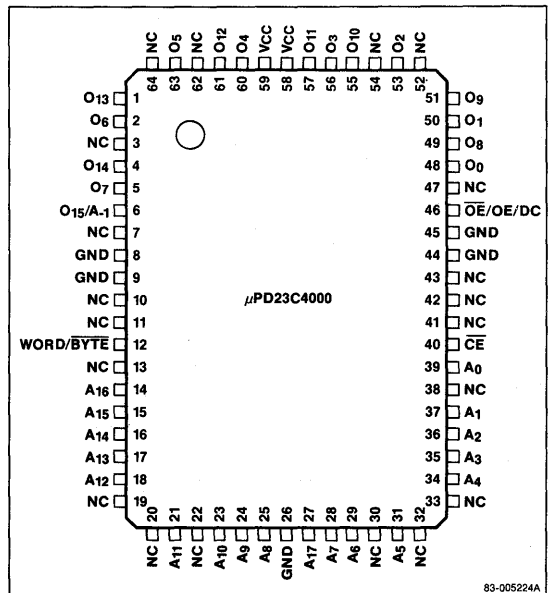 NC O5 NC O12 O4 VCC VCC O11 O3 O10 NC O2 NC
64 63 62 61 60 59 58 57 56 55 54 53 52
O13 1 51 O9
O6 2 50 O1
NC 3 49 O8
O14 4 48 O0
O7 5 47 NC
O15/A-1 6 46 O̅E̅/OE/DC
NC 7 45 GND
GND 8 44 GND
GND 9 43 NC
NC 10 μPD23C4000 42 NC
NC 11 41 NC
WORD/B̅Y̅T̅E̅ 12 40 C̅E̅
NC 13 39 A0
A16 14 38 NC
A15 15 37 A1
A14 16 36 A2
A13 17 35 A3
A12 18 34 A4
NC 19 33 NC
20 21 22 23 24 25 26 27 28 29 30 31 32
NC A11 NC A10 A9 A8 GND A17 A7 A6 NC A5 NC
83-005224A